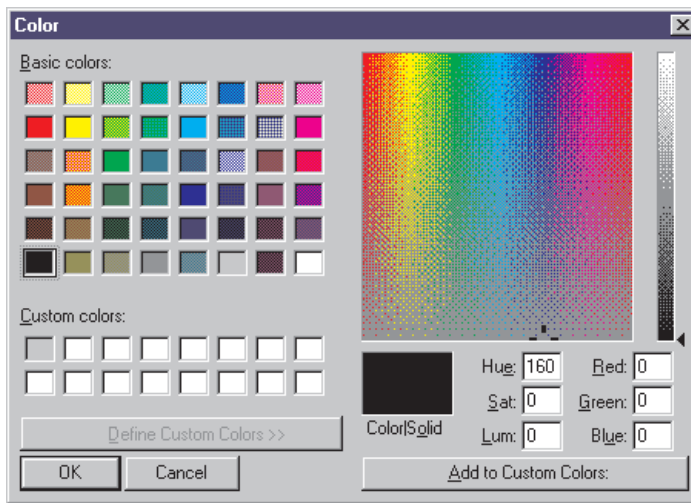 Color
Basic colors:
Custom colors:
Define Custom Colors >>
OK
Cancel
Color|Solid
Hue: 160
Sat: 0
Lum: 0
Red: 0
Green: 0
Blue: 0
Add to Custom Colors: